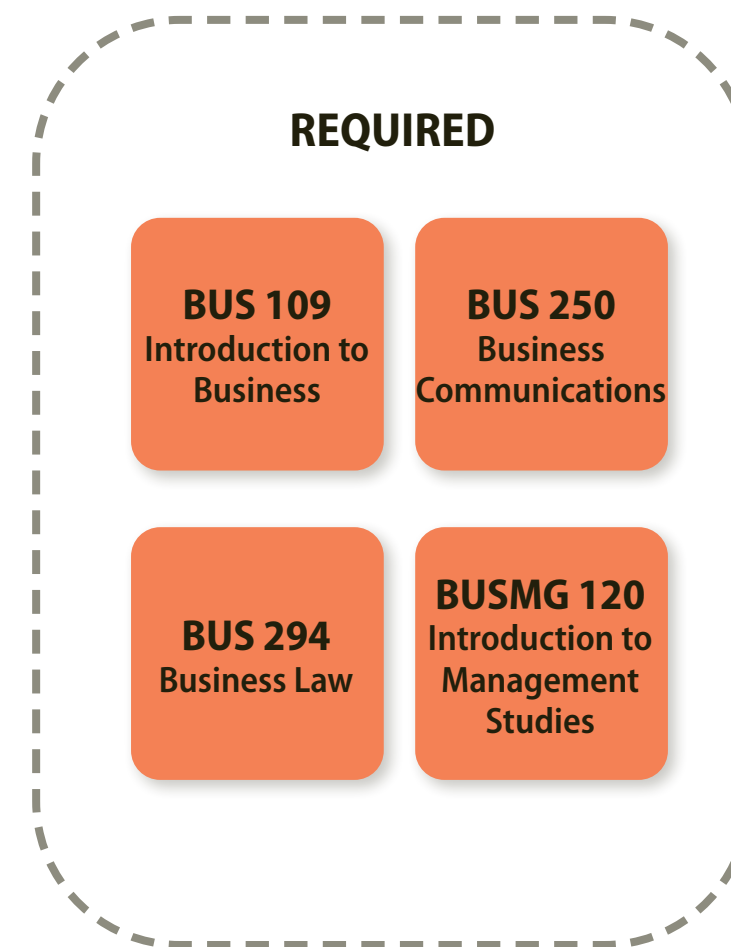 REQUIRED
BUS 109
Introduction to
Business
BUS 250
Business
Communications
BUS 294
Business Law
BUSMG 120
Introduction to
Management
Studies